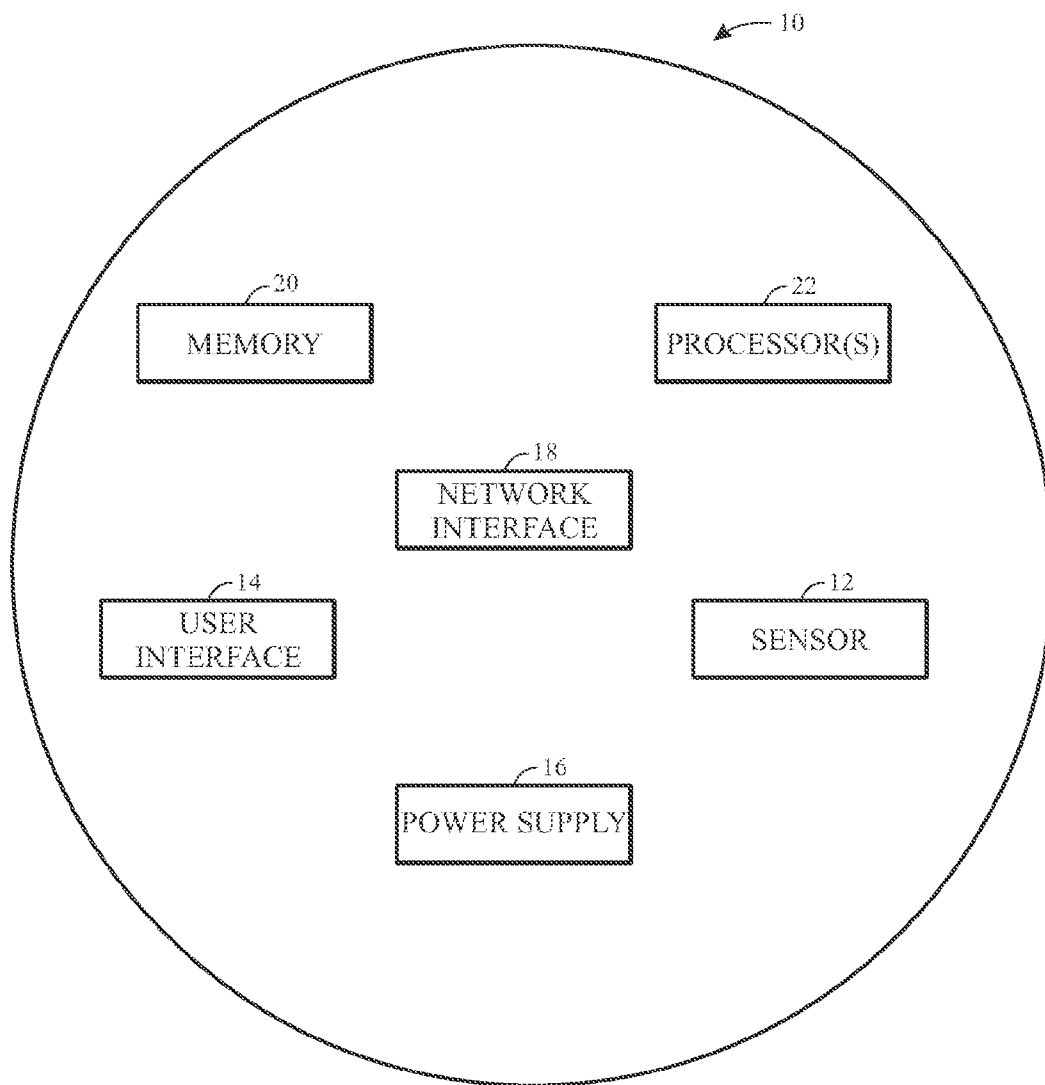 10
20
MEMORY
22
PROCESSOR(S)
18
NETWORK
INTERFACE
14
USER
INTERFACE
12
SENSOR
16
POWER SUPPLY